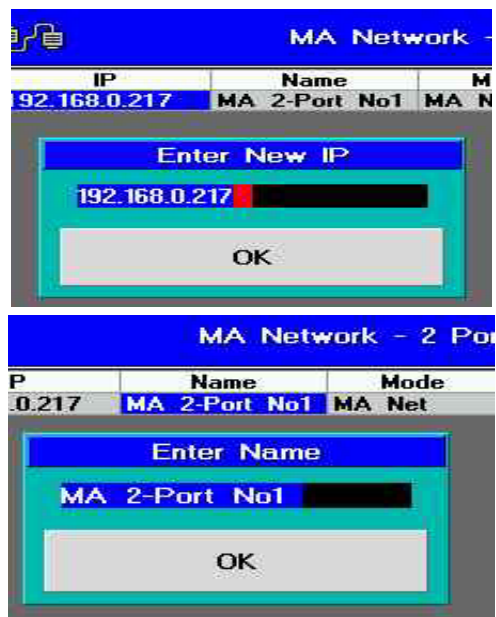 MA Network -
IP Name M
192.168.0.217 MA 2-Port No1 MA N
Enter New IP
192.168.0.217
OK
MA Network - 2 Por
P Name Mode
.0.217 MA 2-Port No1 MA Net
Enter Name
MA 2-Port No1
OK